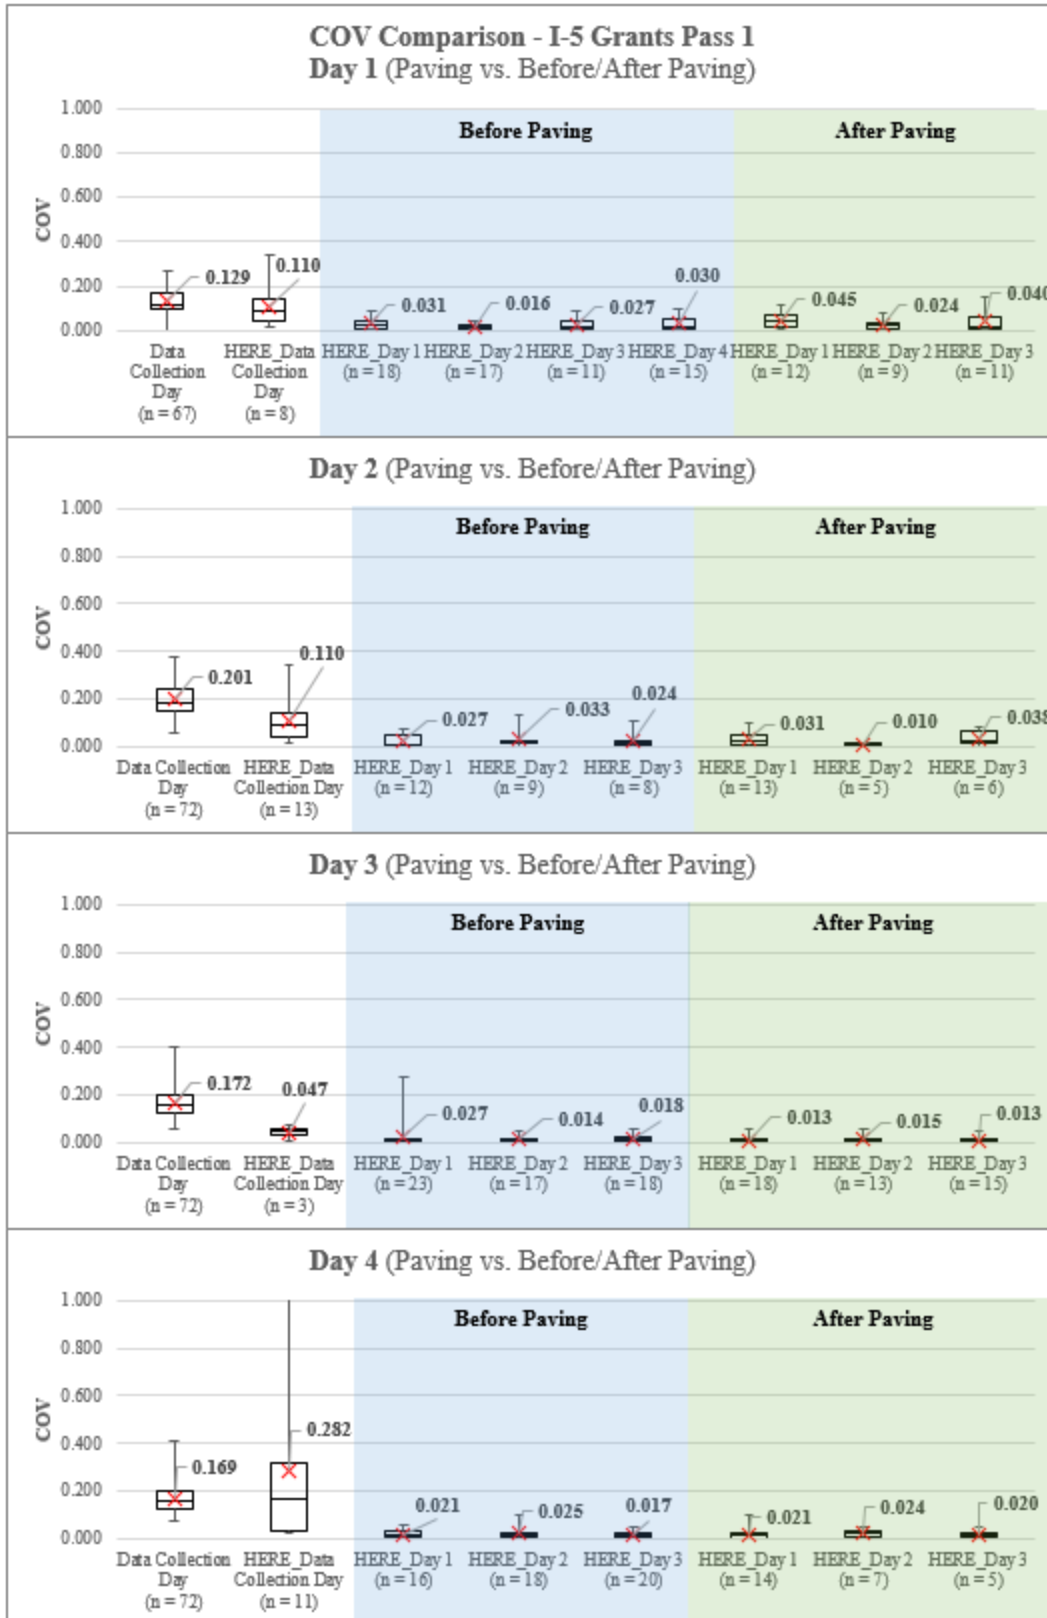 COV Comparison - I-5 Grants Pass 1
Day 1 (Paving vs. Before/After Paving)
1.000
0.800
0.600
0.400
0.200
0.000
COV
Before Paving
After Paving
0.129
0.110
0.031
0.016
0.027
0.030
0.045
0.024
0.040
Data
Collection
Day
(n = 67)
HERE_Data
Collection
Day
(n = 8)
HERE_Day 1
(n = 18)
HERE_Day 2
(n = 17)
HERE_Day 3
(n = 11)
HERE_Day 4
(n = 15)
HERE_Day 1
(n = 12)
HERE_Day 2
(n = 9)
HERE_Day 3
(n = 11)
Day 2 (Paving vs. Before/After Paving)
1.000
0.800
0.600
0.400
0.200
0.000
COV
Before Paving
After Paving
0.201
0.110
0.027
0.033
0.024
0.031
0.010
0.038
Data Collection
Day
(n = 72)
HERE_Data
Collection Day
(n = 13)
HERE_Day 1
(n = 12)
HERE_Day 2
(n = 9)
HERE_Day 3
(n = 8)
HERE_Day 1
(n = 13)
HERE_Day 2
(n = 5)
HERE_Day 3
(n = 6)
Day 3 (Paving vs. Before/After Paving)
1.000
0.800
0.600
0.400
0.200
0.000
COV
Before Paving
After Paving
0.172
0.047
0.027
0.014
0.018
0.013
0.015
0.013
Data Collection
Day
(n = 72)
HERE_Data
Collection Day
(n = 3)
HERE_Day 1
(n = 23)
HERE_Day 2
(n = 17)
HERE_Day 3
(n = 18)
HERE_Day 1
(n = 18)
HERE_Day 2
(n = 13)
HERE_Day 3
(n = 15)
Day 4 (Paving vs. Before/After Paving)
1.000
0.800
0.600
0.400
0.200
0.000
COV
Before Paving
After Paving
0.169
0.282
0.021
0.025
0.017
0.021
0.024
0.020
Data Collection
Day
(n = 72)
HERE_Data
Collection Day
(n = 11)
HERE_Day 1
(n = 16)
HERE_Day 2
(n = 18)
HERE_Day 3
(n = 20)
HERE_Day 1
(n = 14)
HERE_Day 2
(n = 7)
HERE_Day 3
(n = 5)